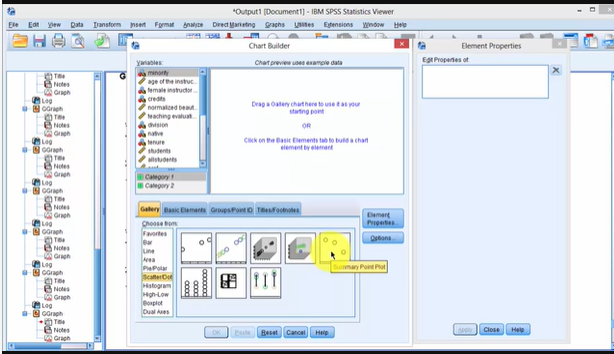 *Output1 [Document1] - IBM SPSS Statistics Viewer
File Edit View Data Transform Insert Format Analyze Direct Marketing Graphs Utilities Extensions Window Help
Title
Notes
Graph
Log
GGraph
Title
Notes
Graph
Log
GGraph
Title
Notes
Graph
Log
GGraph
Title
Notes
Graph
Log
GGraph
Title
Notes
Graph
Log
GGraph
Title
Notes
Graph
Log
GGraph
Title
Notes
Graph
G
Chart Builder
Variables:
Chart preview uses example data
minority
age of the instruc...
female instructor...
credits
normalized beaut...
teaching evaluati...
division
native
tenure
students
allstudents
Category 1
Category 2
Drag a Gallery chart here to use it as your
starting point
OR
Click on the Basic Elements tab to build a chart
element by element
Gallery Basic Elements Groups/Point ID Titles/Footnotes
Choose from:
Favorites
Bar
Line
Area
Pie/Polar
Scatter/Dot
Histogram
High-Low
Boxplot
Dual Axes
Summary Point Plot
Element
Properties...
Options...
OK Paste Reset Cancel Help
Element Properties
Edit Properties of:
Apply Close Help